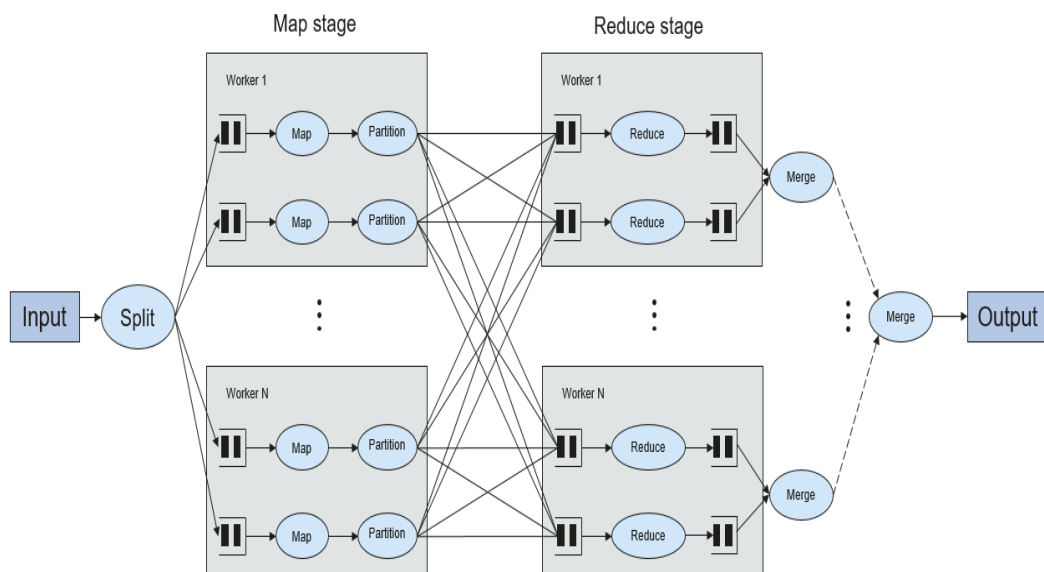 Map stage
Reduce stage
Worker 1
Worker 1
Map
Partition
Reduce
Merge
Map
Partition
Reduce
Input
Split
Merge
Output
Worker N
Worker N
Map
Partition
Reduce
Merge
Map
Partition
Reduce